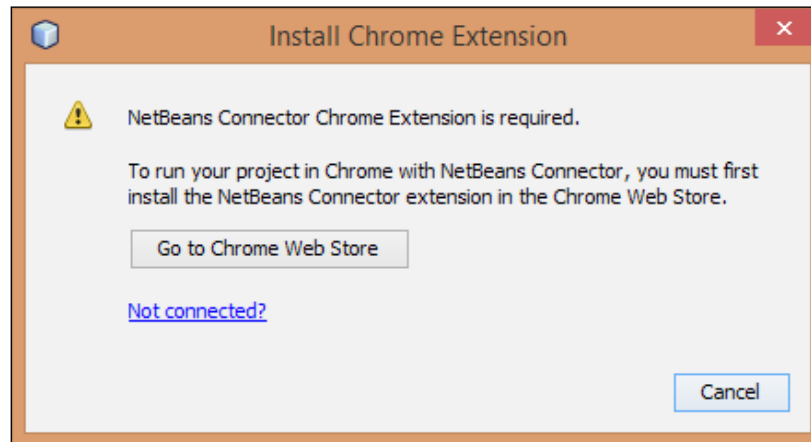 Install Chrome Extension
NetBeans Connector Chrome Extension is required.
To run your project in Chrome with NetBeans Connector, you must first
install the NetBeans Connector extension in the Chrome Web Store.
Go to Chrome Web Store
Not connected?
Cancel